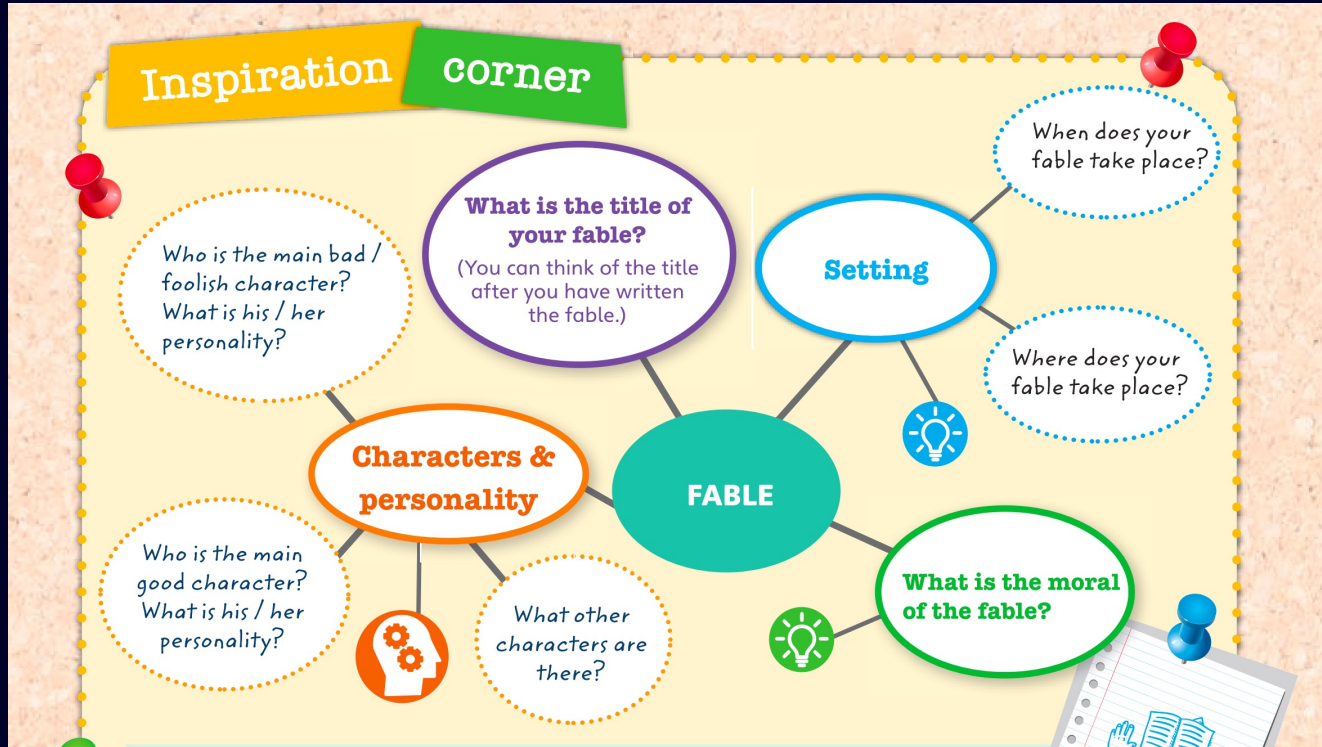 Inspiration corner
What is the title of
your fable?
(You can think of the title
after you have written
the fable.)
Setting
When does your
fable take place?
Where does your
fable take place?
Who is the main bad /
foolish character?
What is his / her
personality?
Characters &
personality
FABLE
Who is the main
good character?
What is his / her
personality?
What other
characters are
there?
What is the moral
of the fable?